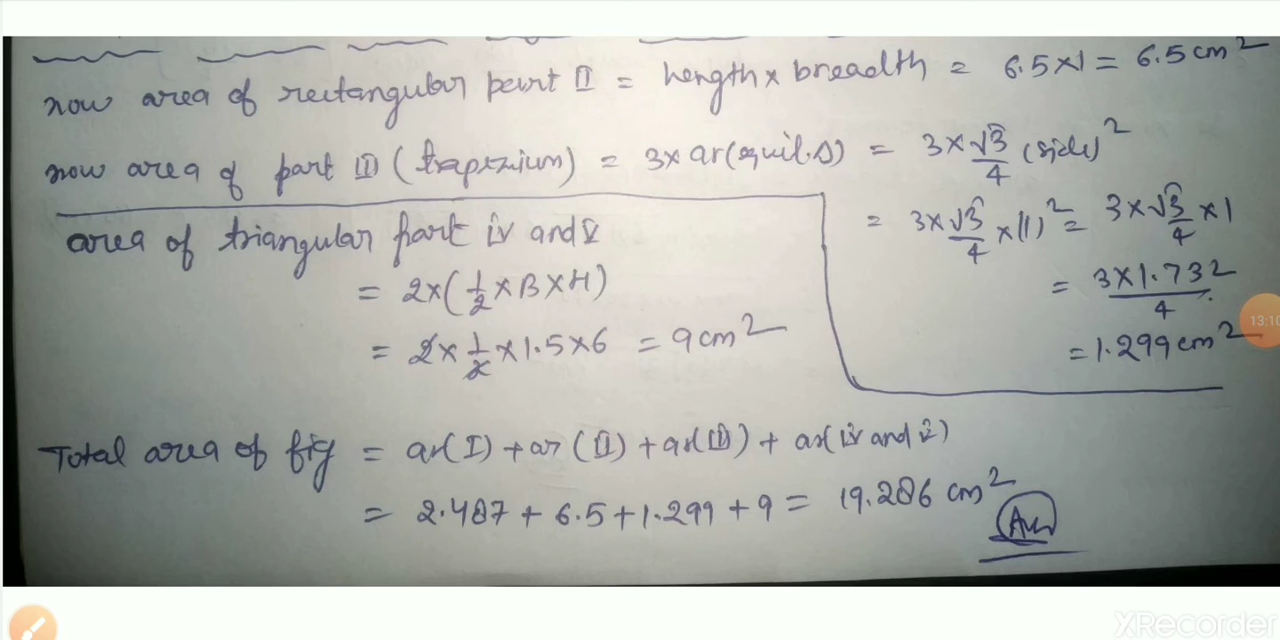 now area of rectangular part II = length × breadth = 6.5×1 = 6.5 cm²
now area of part III (trapezium) = 3× ar(equil. Δ) = 3×√3/4 (side)²
= 3×√3/4 ×(1)² = 3×√3/4 ×1
= 3×1.732/4
= 1.299 cm²
area of triangular part iv and v
= 2×(1/2 ×B×H)
= 2× 1/2 ×1.5×6 = 9 cm²
Total area of fig = ar(I) + ar (II) + ar(III) + ar(iv and v)
= 2.487 + 6.5 + 1.299 + 9 = 19.286 cm²
Ans
13:10
XRecorder